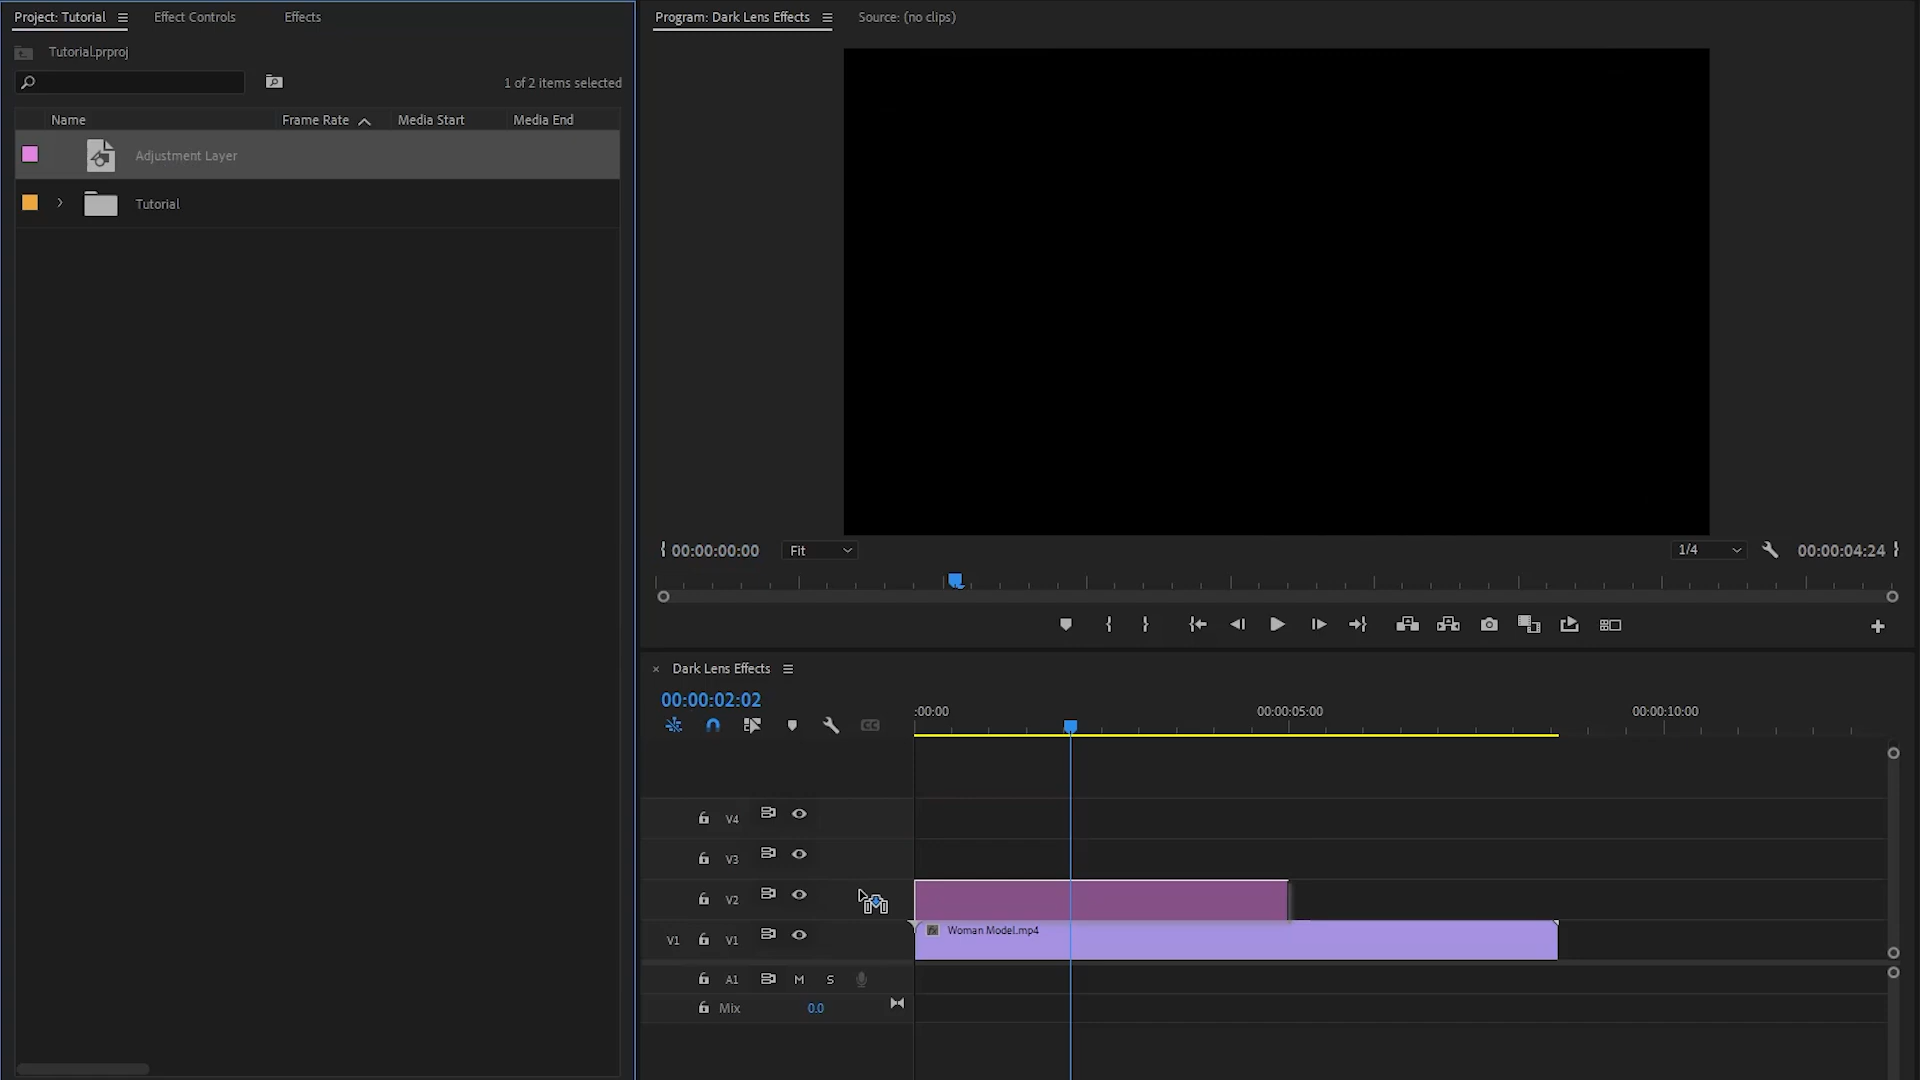 Project: Tutorial
Effect Controls
Effects
Tutorial.prproj
1 of 2 items selected
Name
Frame Rate
Media Start
Media End
Adjustment Layer
Tutorial
Program: Dark Lens Effects
Source: (no clips)
00:00:00:00
Fit
1/4
00:00:04:24
Dark Lens Effects
00:00:02:02
:00:00
00:00:05:00
00:00:10:00
CC
V4
V3
V2
V1
V1
Woman Model.mp4
A1
M
S
Mix
0.0